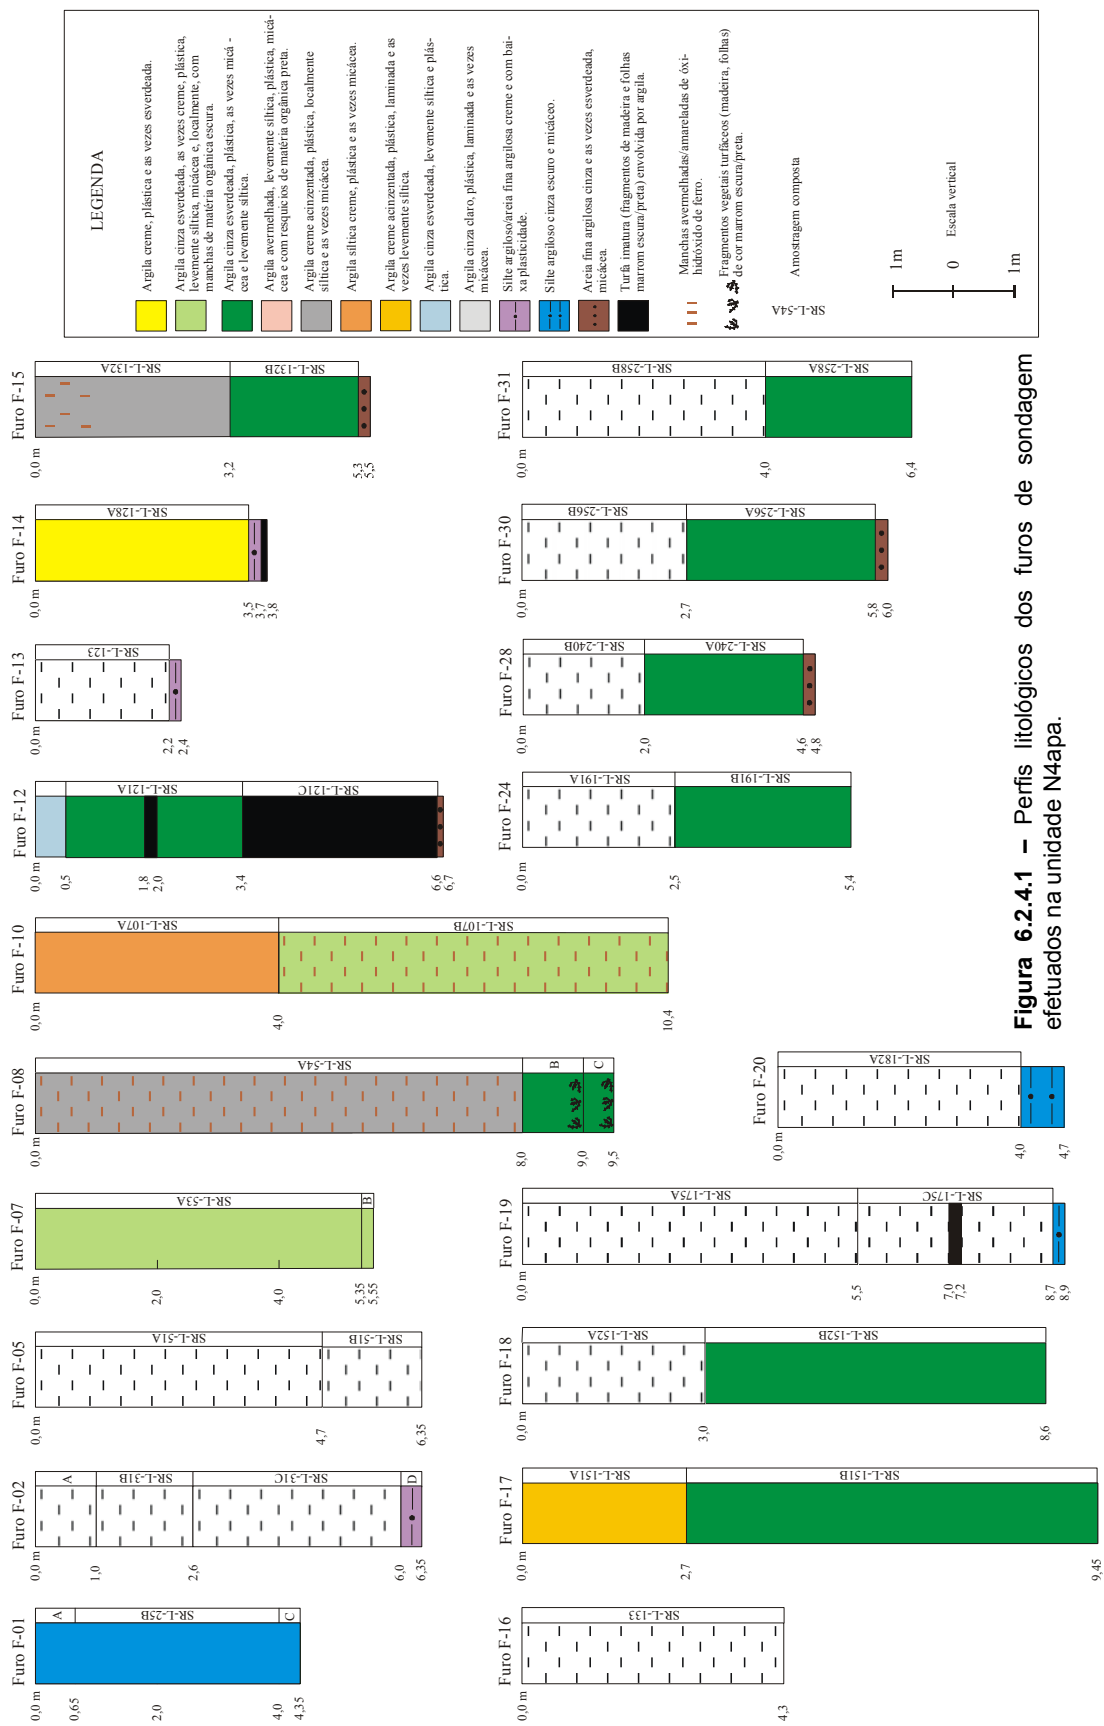 Furo F-01
0,0 m
0,65
2,0
4,0
4,35
A
SR-L-25B
C
Furo F-02
0,0 m
1,0
2,6
6,0
6,35
A
SR-L-31B
SR-L-31C
D
Furo F-05
0,0 m
4,7
6,35
SR-L-51A
SR-L-51B
Furo F-07
0,0 m
2,0
4,0
5,35
5,55
SR-L-53A
B
Furo F-08
0,0 m
8,0
9,0
9,5
SR-L-54A
B
C
Furo F-10
0,0 m
4,0
10,4
SR-L-107A
SR-L-107B
Furo F-12
0,0 m
0,5
1,8
2,0
3,4
6,6
6,7
SR-L-121A
SR-L-121C
Furo F-13
0,0 m
2,2
2,4
SR-L-123
Furo F-14
0,0 m
3,5
3,7
3,8
SR-L-128A
Furo F-15
0,0 m
3,2
5,3
5,5
SR-L-132A
SR-L-132B
Furo F-16
0,0 m
4,3
SR-L-133
Furo F-17
0,0 m
2,7
9,45
SR-L-151A
SR-L-151B
Furo F-18
0,0 m
3,0
8,6
SR-L-152A
SR-L-152B
Furo F-19
0,0 m
5,5
7,0
7,2
8,7
8,9
SR-L-175A
SR-L-175C
Furo F-20
0,0 m
4,0
4,7
SR-L-182A
Furo F-24
0,0 m
2,5
5,4
SR-L-191A
SR-L-191B
Furo F-28
0,0 m
2,0
4,6
4,8
SR-L-240B
SR-L-240A
Furo F-30
0,0 m
2,7
5,8
6,0
SR-L-256B
SR-L-256A
Furo F-31
0,0 m
4,0
6,4
SR-L-258B
SR-L-258A
LEGENDA
Argila creme, plástica e as vezes esverdeada.
Argila cinza esverdeada, as vezes creme, plástica,
levemente síltica, micácea e, localmente, com
manchas de matéria orgânica escura.
Argila cinza esverdeada, plástica, as vezes micá -
cea e levemente síltica.
Argila avermelhada, levemente síltica, plástica, micá-
cea e com resquícios de matéria orgânica preta.
Argila creme acinzentada, plástica, localmente
síltica e as vezes micácea.
Argila síltica creme, plástica e as vezes micácea.
Argila creme acinzentada, plástica, laminada e as
vezes levemente síltica.
Argila cinza esverdeada, levemente síltica e plás-
tica.
Argila cinza claro, plástica, laminada e as vezes
micácea.
Silte argiloso/areia fina argilosa creme e com bai-
xa plasticidade.
Silte argiloso cinza escuro e micáceo.
Areia fina argilosa cinza e as vezes esverdeada,
micácea.
Turfa imatura (fragmentos de madeira e folhas
marrom escura/preta) envolvida por argila.
Manchas avermelhadas/amareladas de óxi-
hidróxido de ferro.
Fragmentos vegetais turfáceos (madeira, folhas)
de cor marrom escura/preta.
SR-L-54A
Amostragem composta
1m
0
1m
Escala vertical
Figura 6.2.4.1 – Perfis litológicos dos furos de sondagem
efetuados na unidade N4apa.